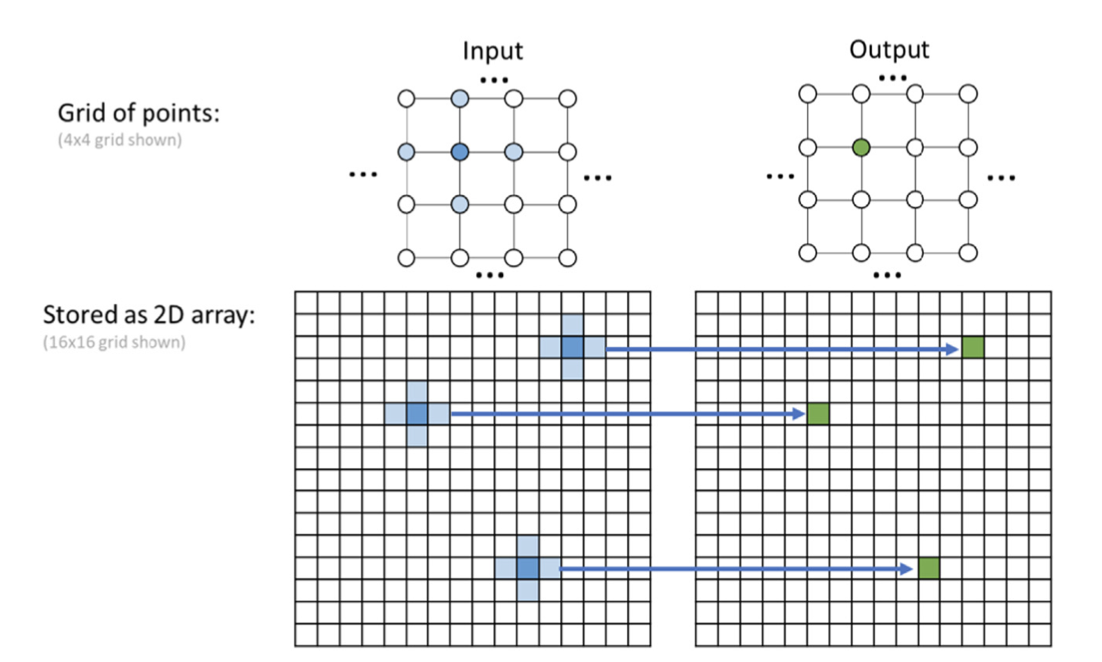 Input
Output
Grid of points:
(4x4 grid shown)
Stored as 2D array:
(16x16 grid shown)